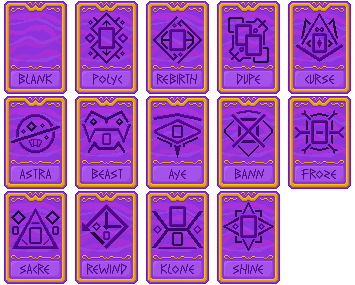 BLANK
POLYC
REBIRTH
DUPE
CURSE
ASTRA
BEAST
AYE
BANN
FROZE
SACRE
REWIND
KLONE
SHINE